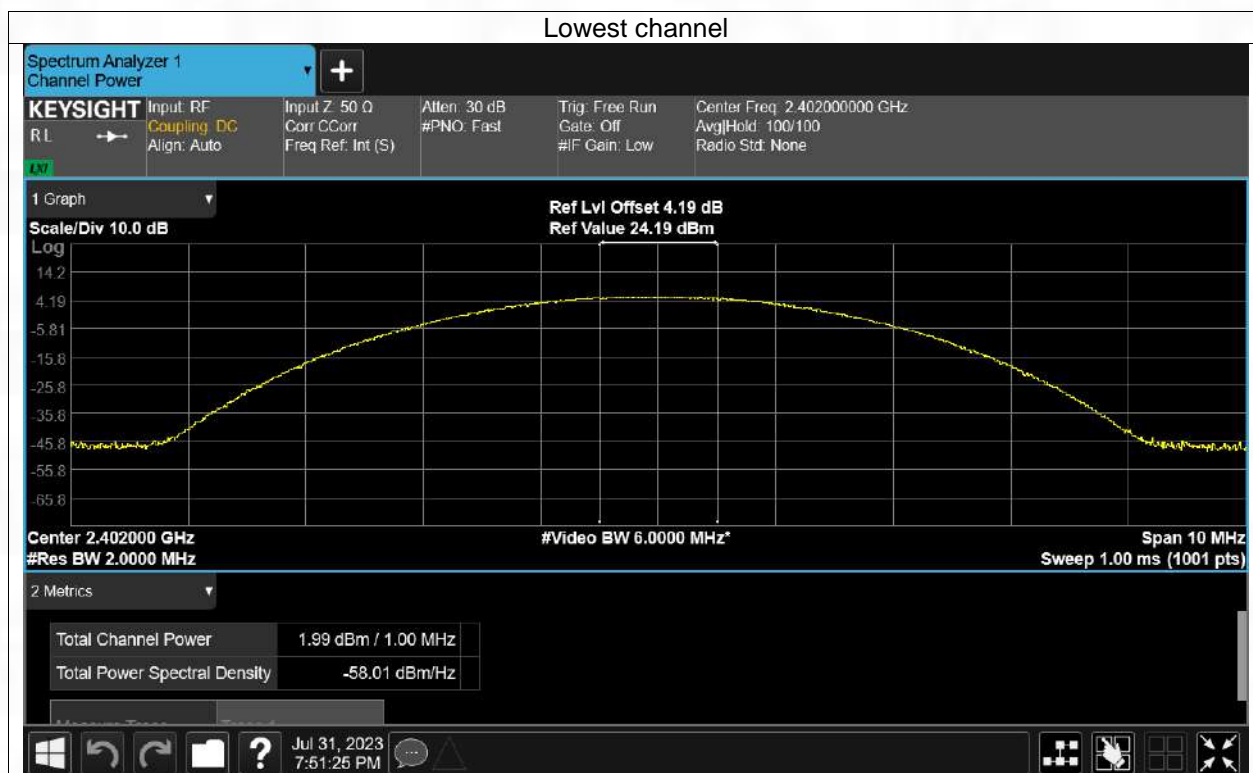 Lowest channel
Spectrum Analyzer 1
Channel Power
+
KEYSIGHT
RL
LXI
Input: RF
Coupling: DC
Align: Auto
Input Z: 50 Ω
Corr CCorr
Freq Ref: Int (S)
Atten: 30 dB
#PNO: Fast
Trig: Free Run
Gate: Off
#IF Gain: Low
Center Freq: 2.402000000 GHz
Avg|Hold: 100/100
Radio Std: None
1 Graph
Scale/Div 10.0 dB
Ref Lvl Offset 4.19 dB
Ref Value 24.19 dBm
Log
14.2
4.19
-5.81
-15.8
-25.8
-35.8
-45.8
-55.8
-65.8
Center 2.402000 GHz
#Res BW 2.0000 MHz
#Video BW 6.0000 MHz*
Span 10 MHz
Sweep 1.00 ms (1001 pts)
2 Metrics
Total Channel Power 1.99 dBm / 1.00 MHz
Total Power Spectral Density -58.01 dBm/Hz
?
Jul 31, 2023
7:51:25 PM